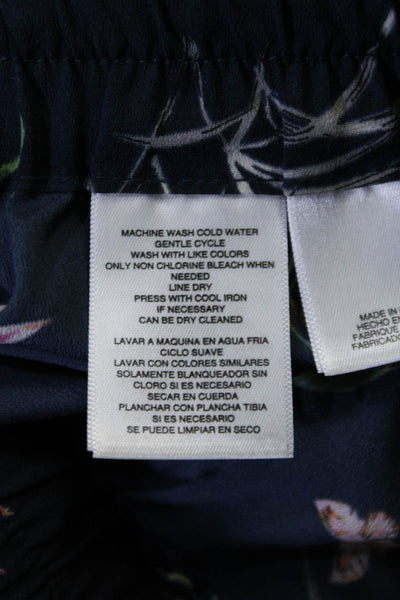 MACHINE WASH COLD WATER
GENTLE CYCLE
WASH WITH LIKE COLORS
ONLY NON CHLORINE BLEACH WHEN
NEEDED
LINE DRY
PRESS WITH COOL IRON
IF NECESSARY
CAN BE DRY CLEANED
LAVAR A MAQUINA EN AGUA FRIA
CICLO SUAVE
LAVAR CON COLORES SIMILARES
SOLAMENTE BLANQUEADOR SIN
CLORO SI ES NECESARIO
SECAR EN CUERDA
PLANCHAR CON PLANCHA TIBIA
SI ES NECESARIO
SE PUEDE LIMPIAR EN SECO
MADE IN
HECHO EN
FABRIQUE
FABRICADO